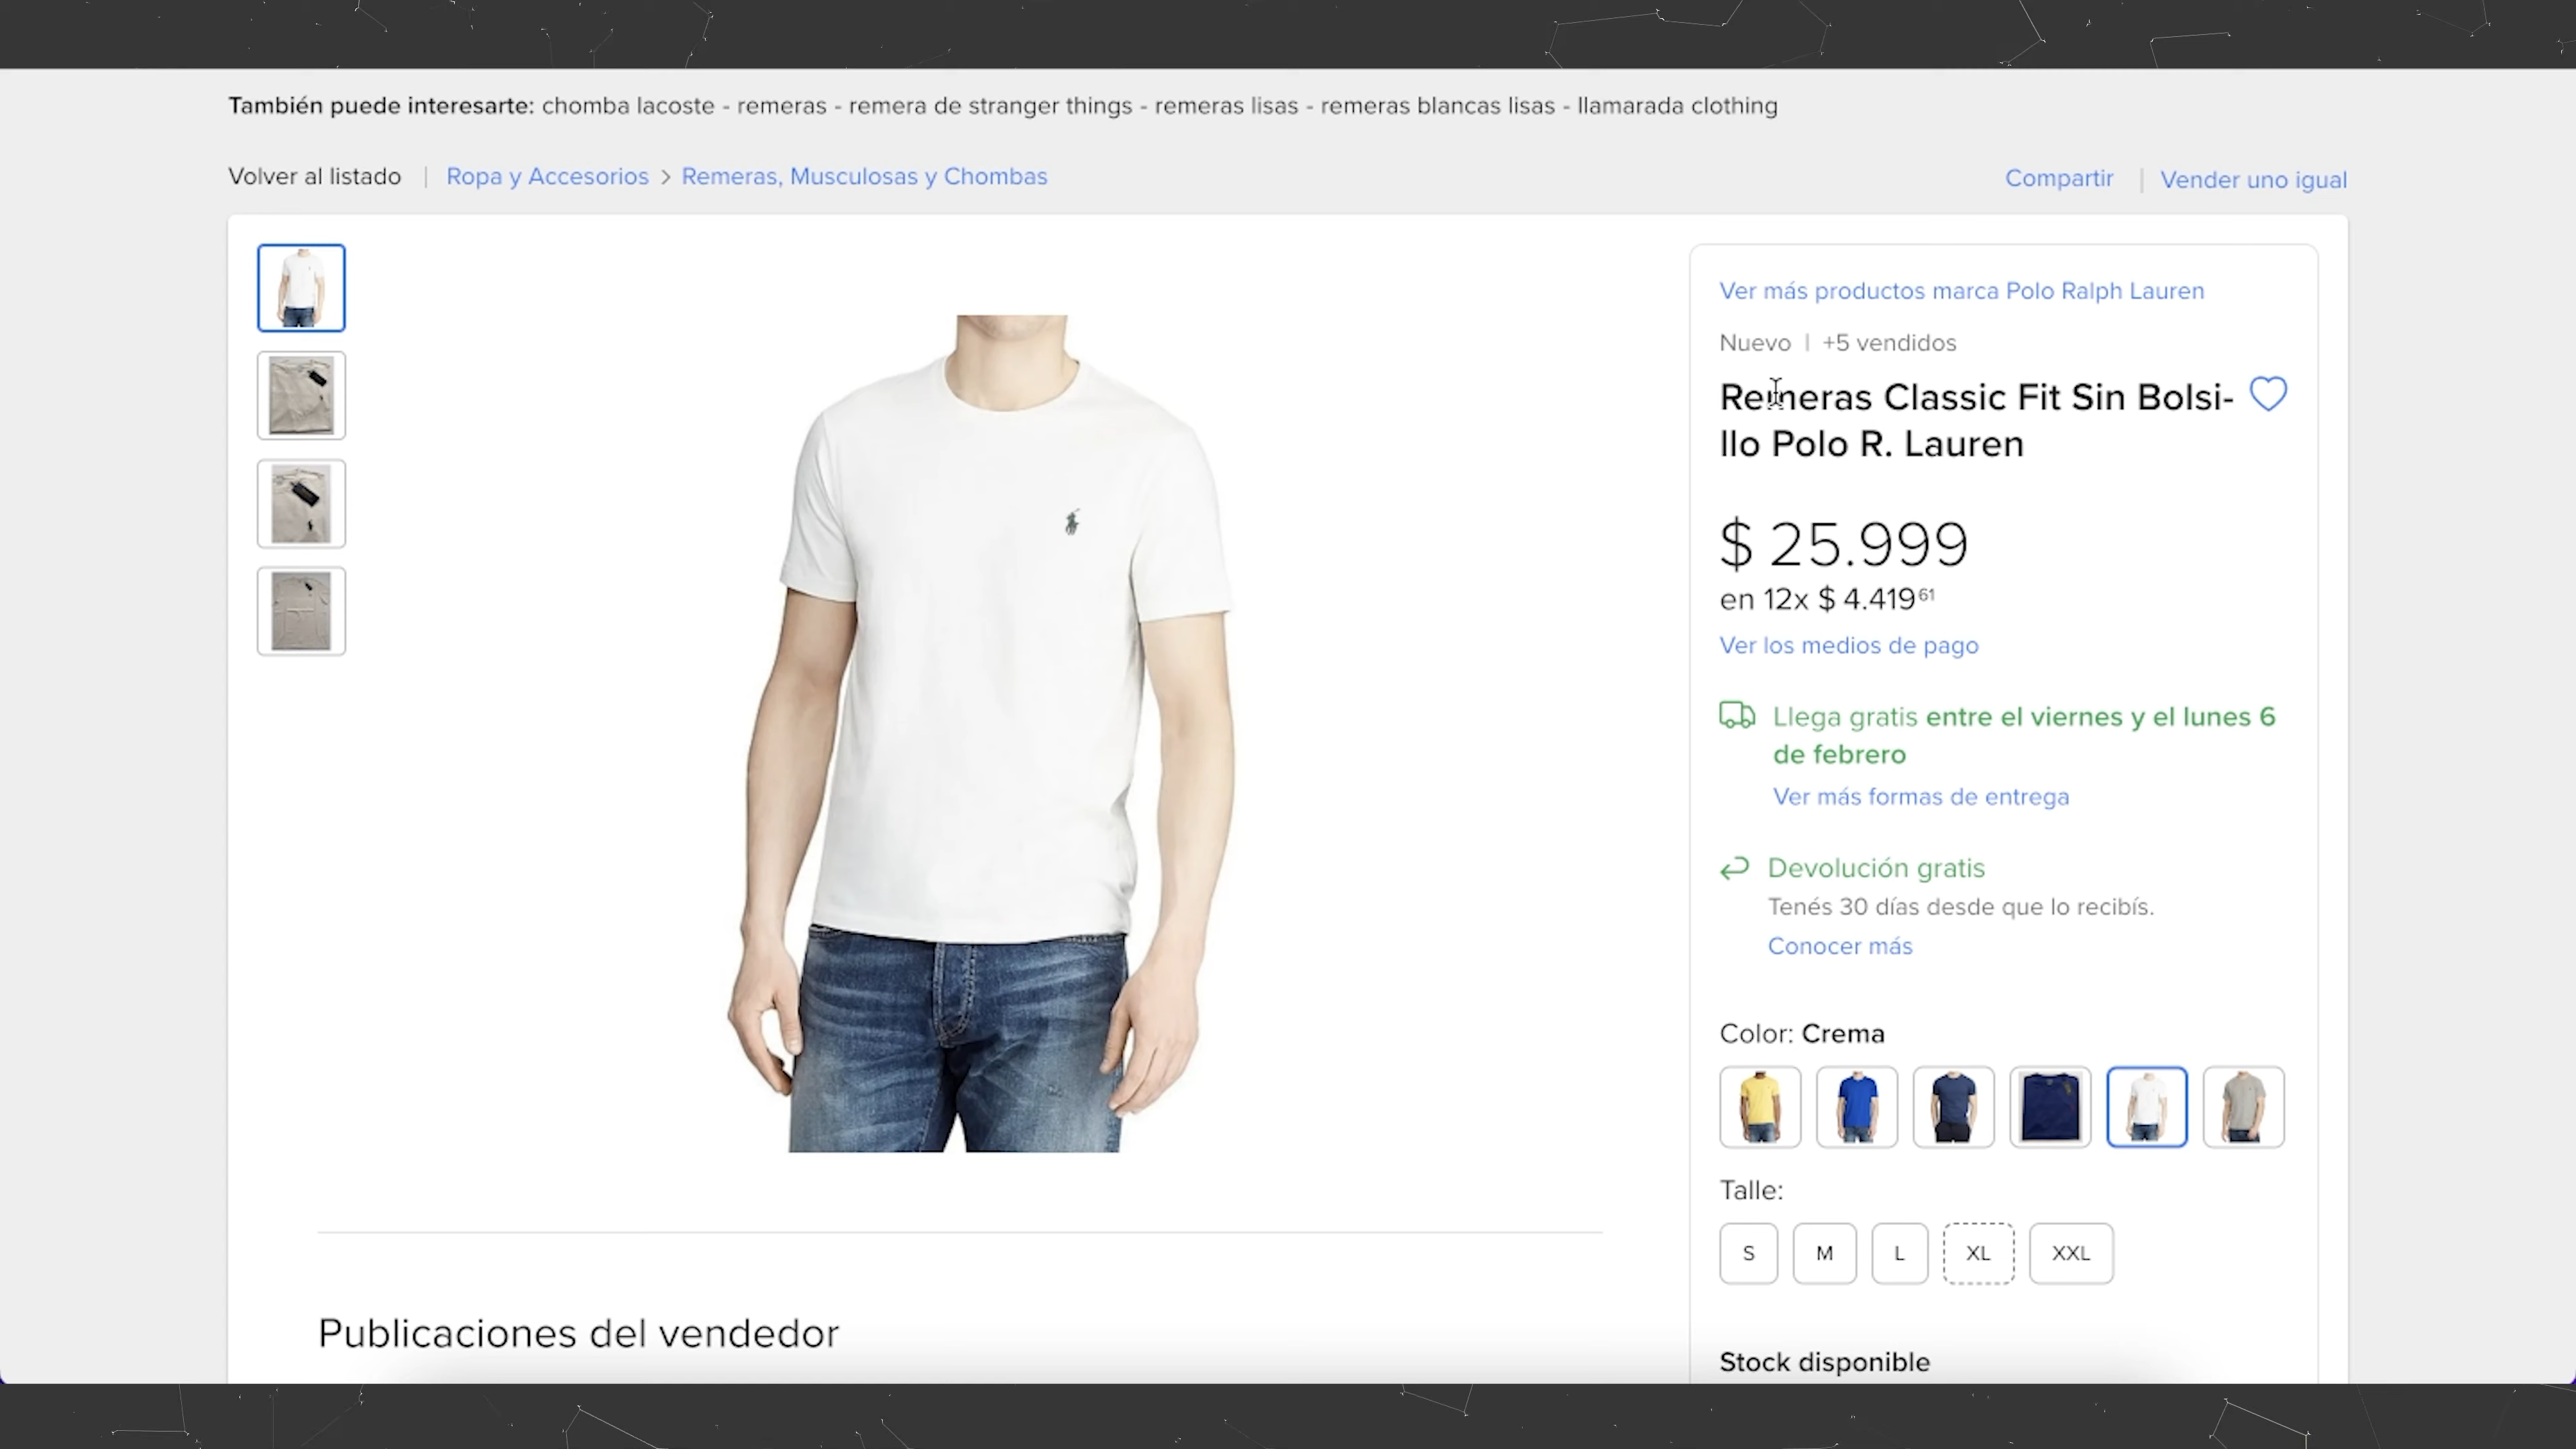 También puede interesarte: chomba lacoste - remeras - remera de stranger things - remeras lisas - remeras blancas lisas - llamarada clothing
Volver al listado | Ropa y Accesorios > Remeras, Musculosas y Chombas
Compartir | Vender uno igual
Ver más productos marca Polo Ralph Lauren
Nuevo | +5 vendidos
Remeras Classic Fit Sin Bolsi-
llo Polo R. Lauren
$ 25.999
en 12x $ 4.419 61
Ver los medios de pago
Llega gratis entre el viernes y el lunes 6
de febrero
Ver más formas de entrega
Devolución gratis
Tenés 30 días desde que lo recibís.
Conocer más
Color: Crema
Talle:
S M L XL XXL
Stock disponible
Publicaciones del vendedor